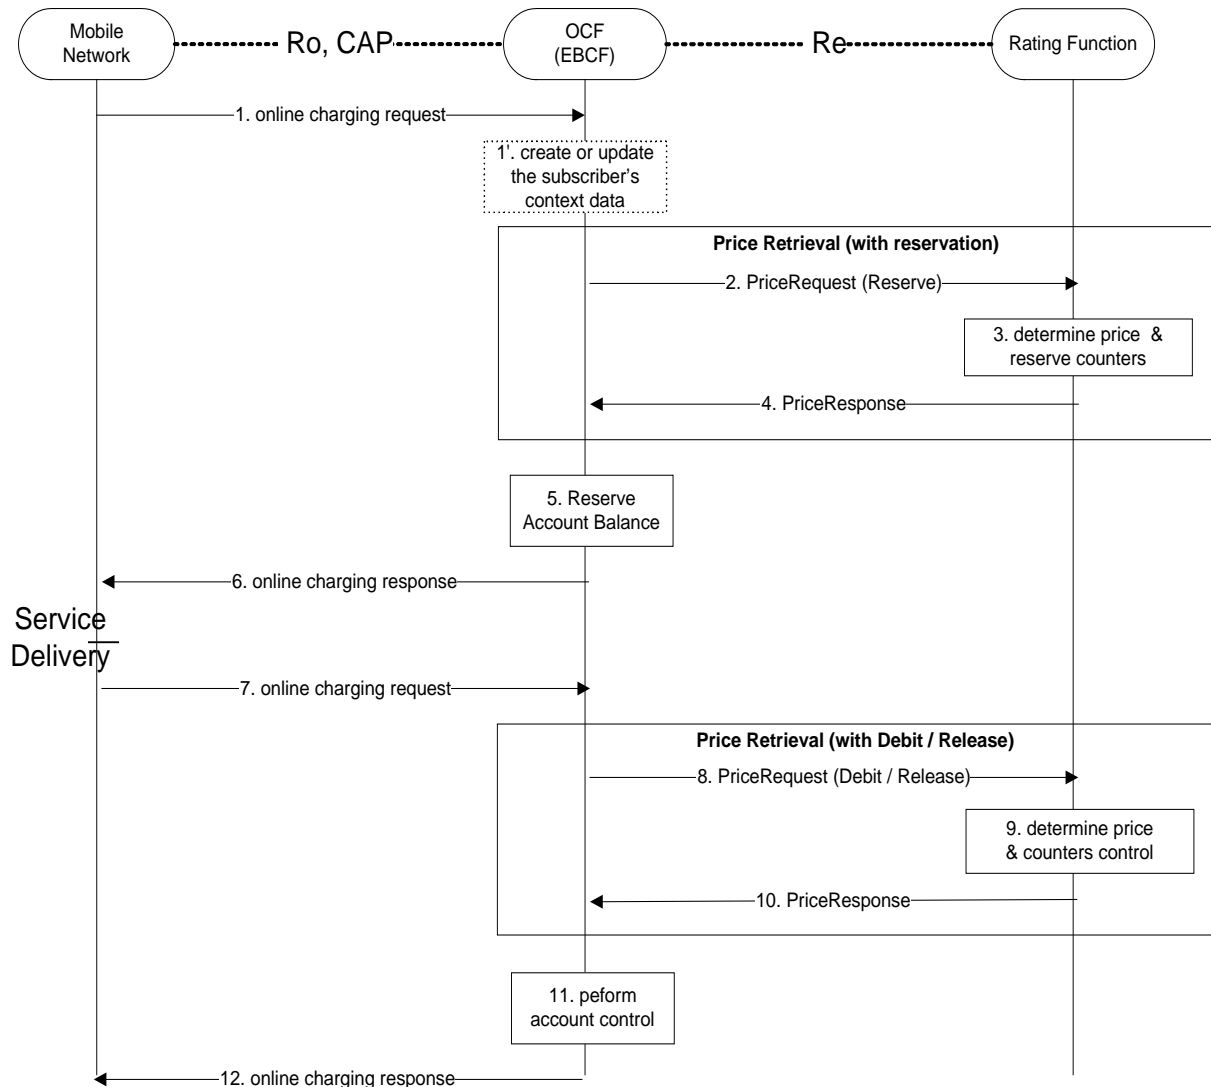 Mobile
Network
Ro, CAP
OCF
(EBCF)
Re
Rating Function
1. online charging request
1'. create or update
the subscriber's
context data
Price Retrieval (with reservation)
2. PriceRequest (Reserve)
3. determine price &
reserve counters
4. PriceResponse
5. Reserve
Account Balance
6. online charging response
Service
Delivery
7. online charging request
Price Retrieval (with Debit / Release)
8. PriceRequest (Debit / Release)
9. determine price
& counters control
10. PriceResponse
11. peform
account control
12. online charging response